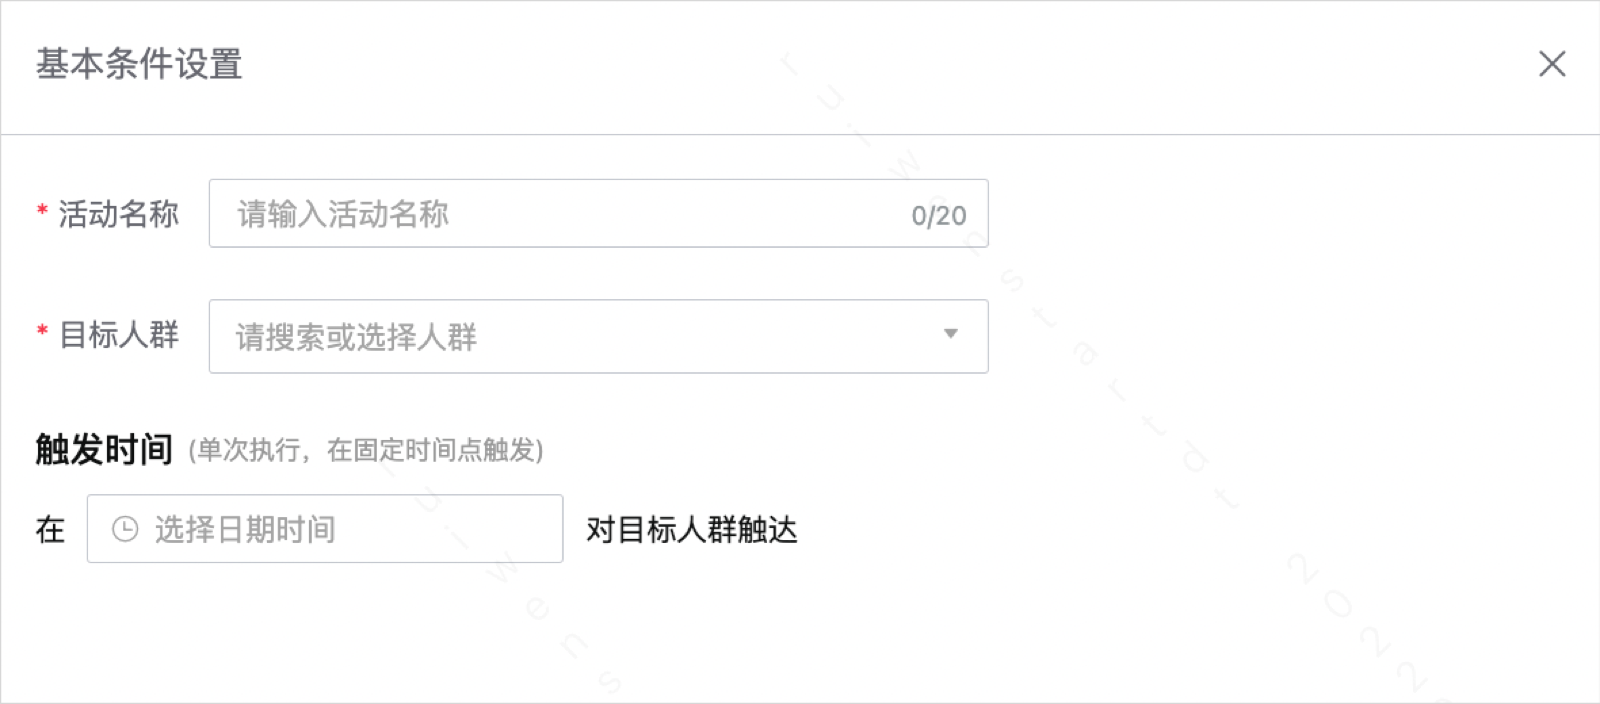 基本条件设置
* 活动名称 请输入活动名称 0/20
* 目标人群 请搜索或选择人群
触发时间 (单次执行，在固定时间点触发)
在 选择日期时间 对目标人群触达